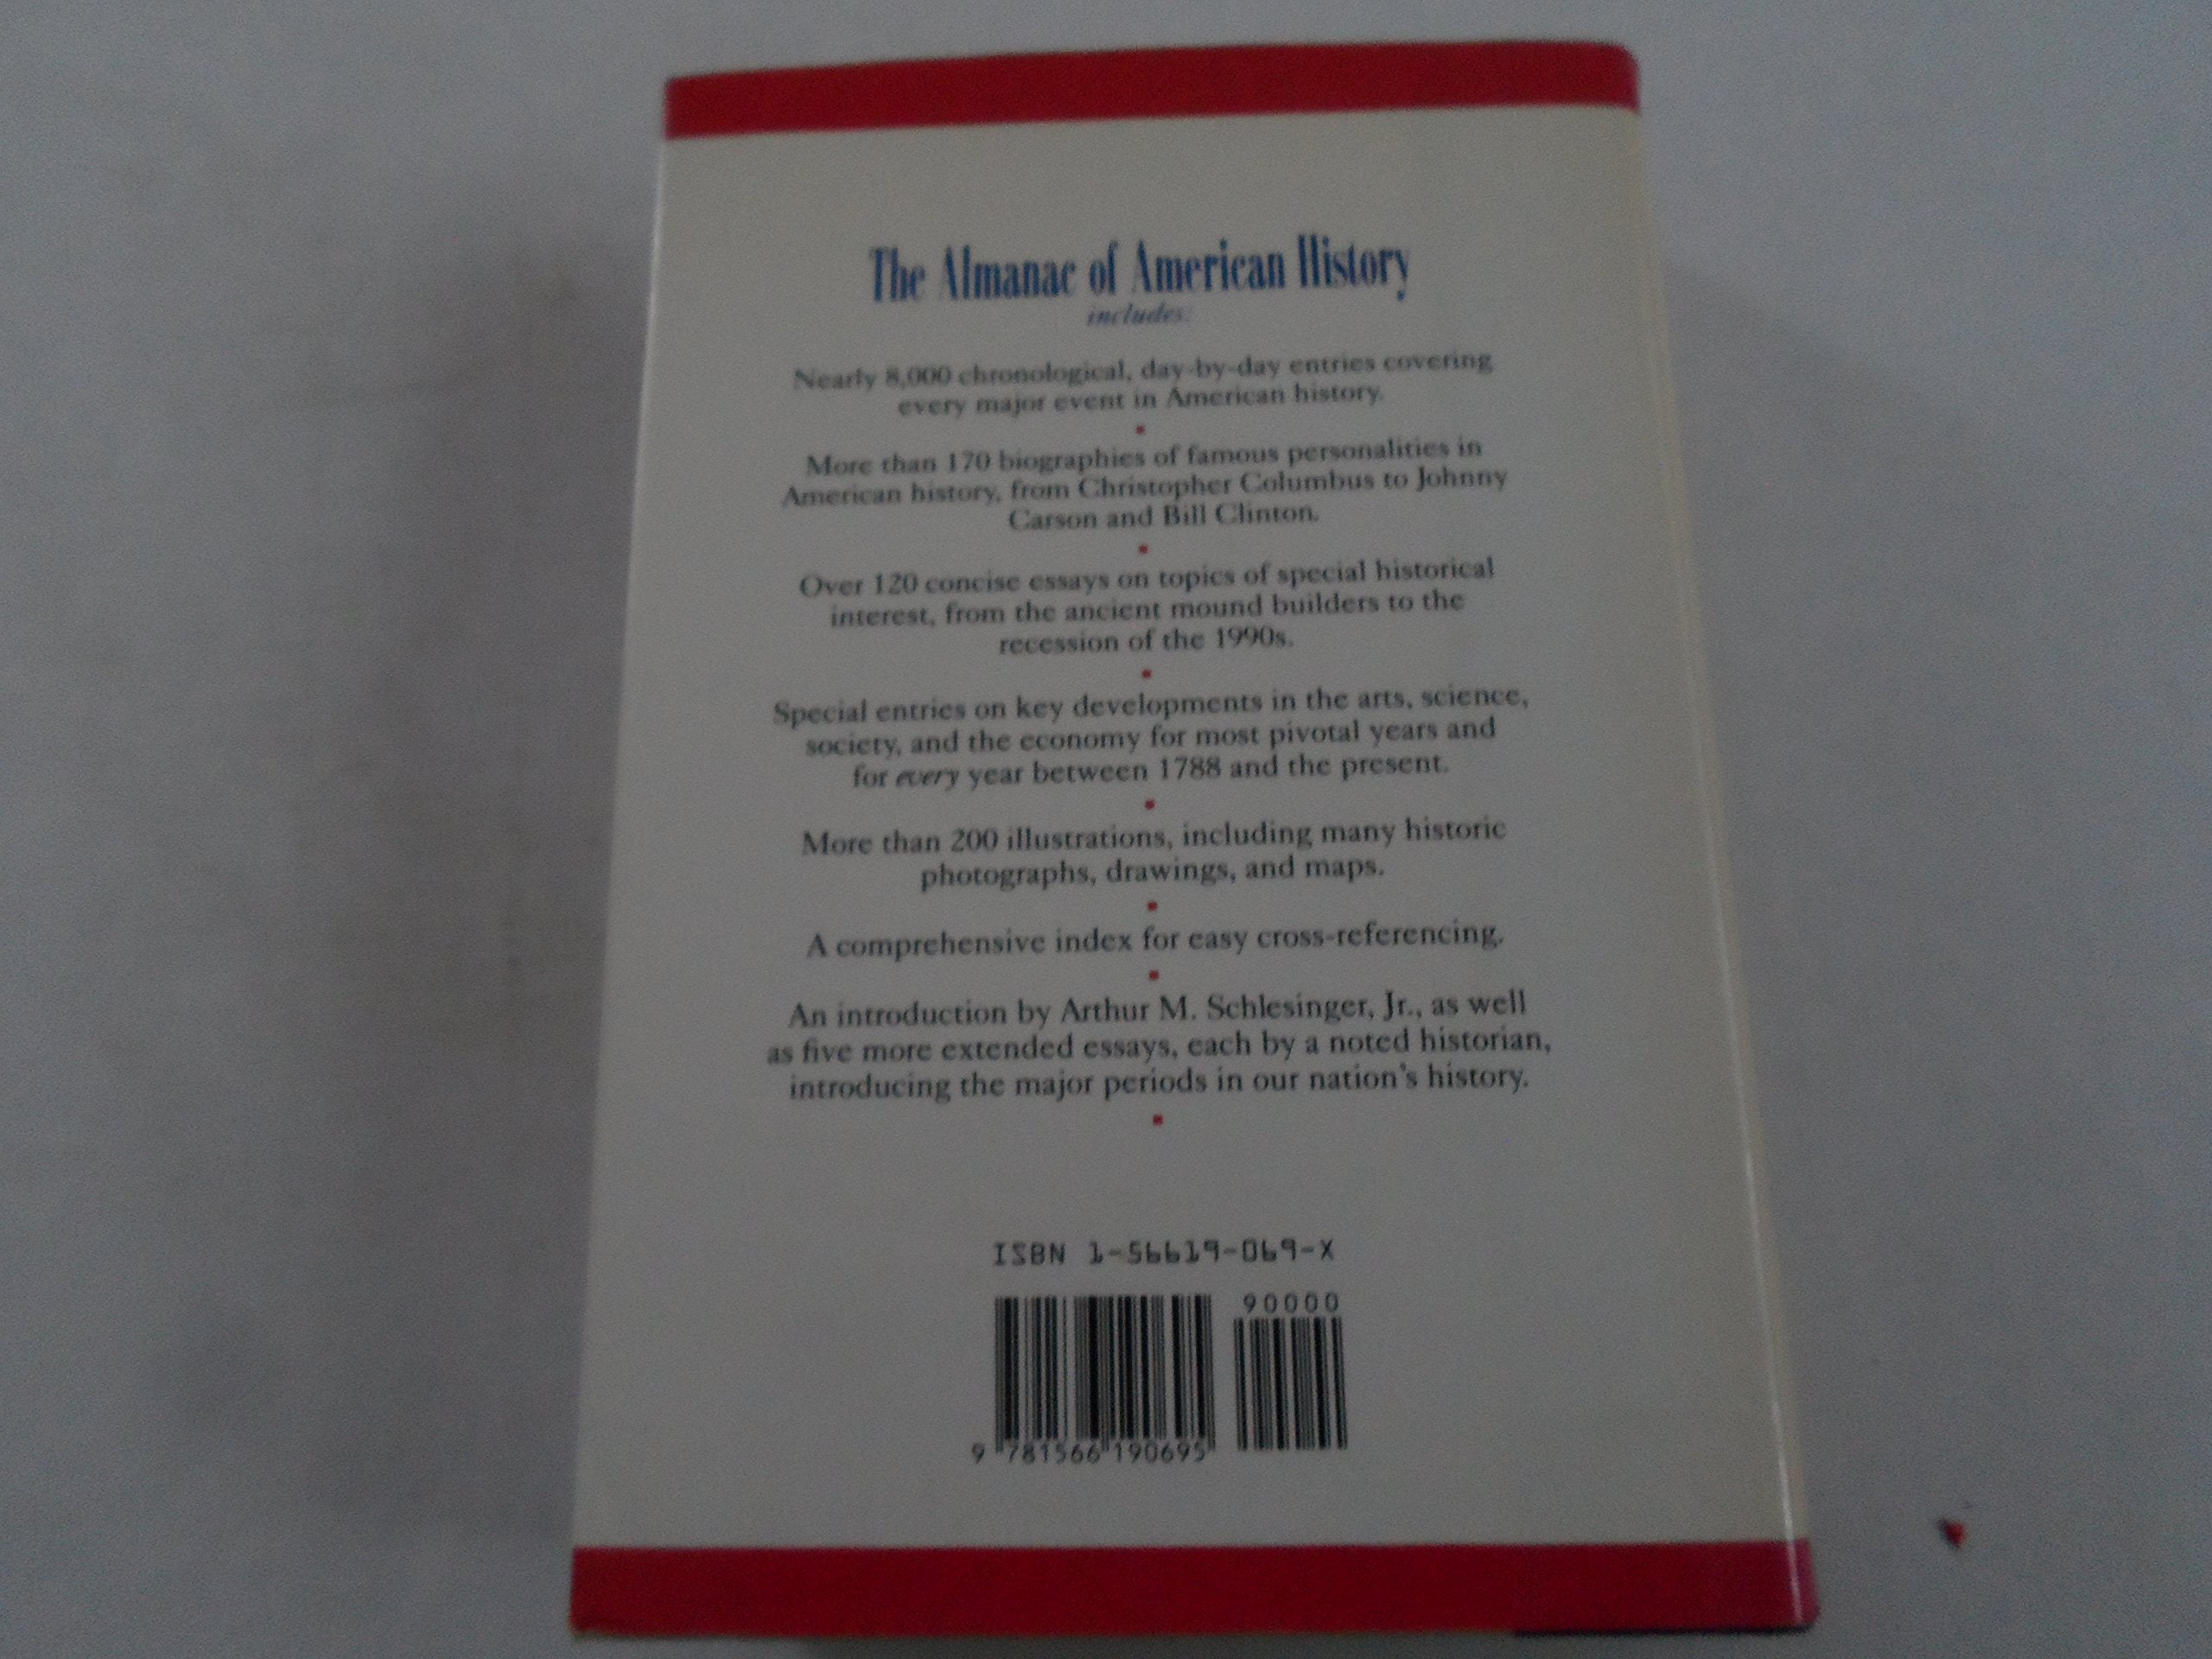 The Almanac of American History
includes:
Nearly 8,000 chronological, day-by-day entries covering
every major event in American history.
More than 170 biographies of famous personalities in
American history, from Christopher Columbus to Johnny
Carson and Bill Clinton.
Over 120 concise essays on topics of special historical
interest, from the ancient mound builders to the
recession of the 1990s.
Special entries on key developments in the arts, science,
society, and the economy for most pivotal years and
for every year between 1788 and the present.
More than 200 illustrations, including many historic
photographs, drawings, and maps.
A comprehensive index for easy cross-referencing.
An introduction by Arthur M. Schlesinger, Jr., as well
as five more extended essays, each by a noted historian,
introducing the major periods in our nation's history.
ISBN 1-56619-069-X
90000
9 781566 190695